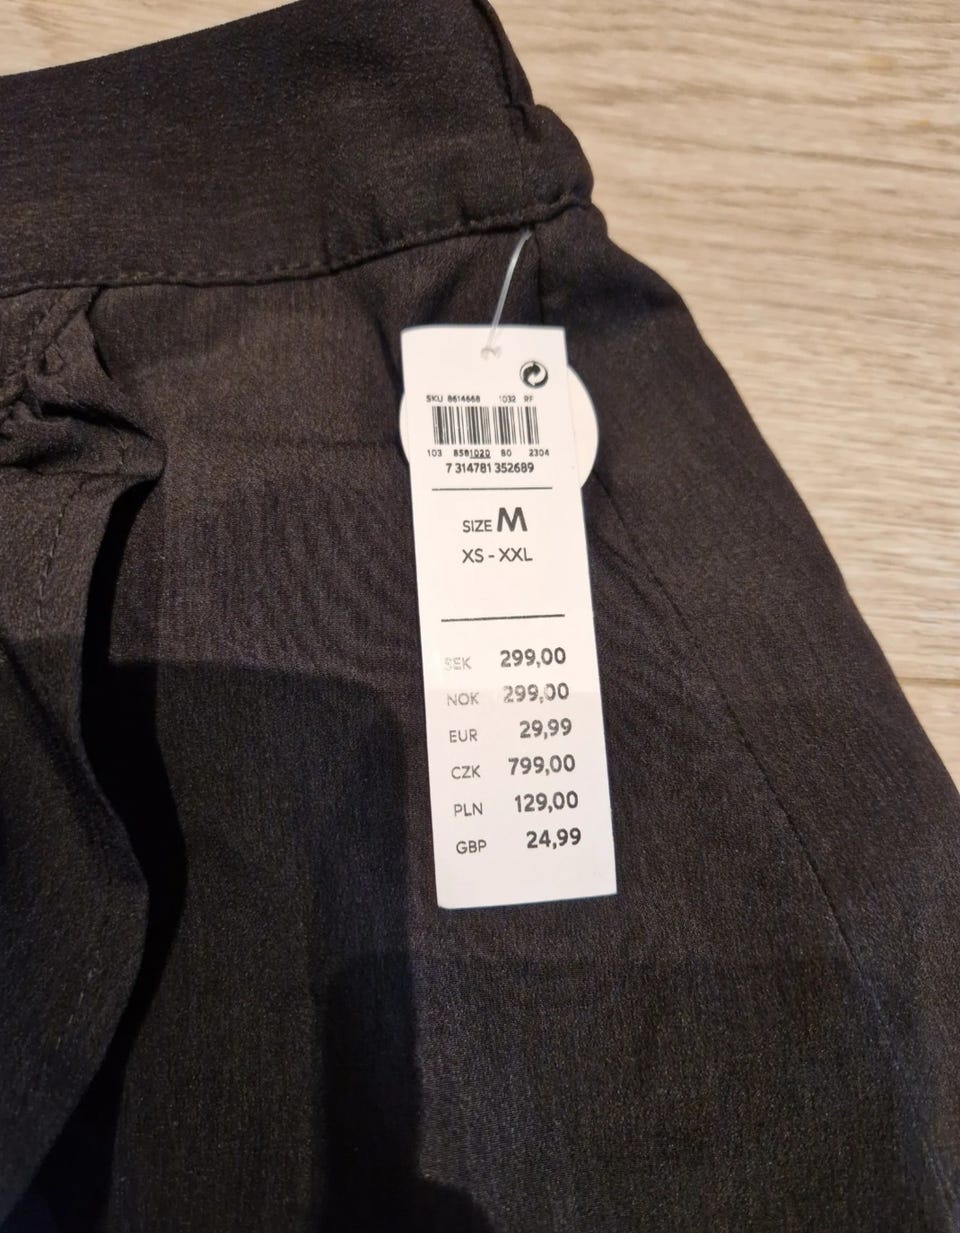 SKU 8614668 1032 RF
103 8581020 80 2304
7 314781 352689
SIZE M
XS - XXL
SEK 299,00
NOK 299,00
EUR 29,99
CZK 799,00
PLN 129,00
GBP 24,99